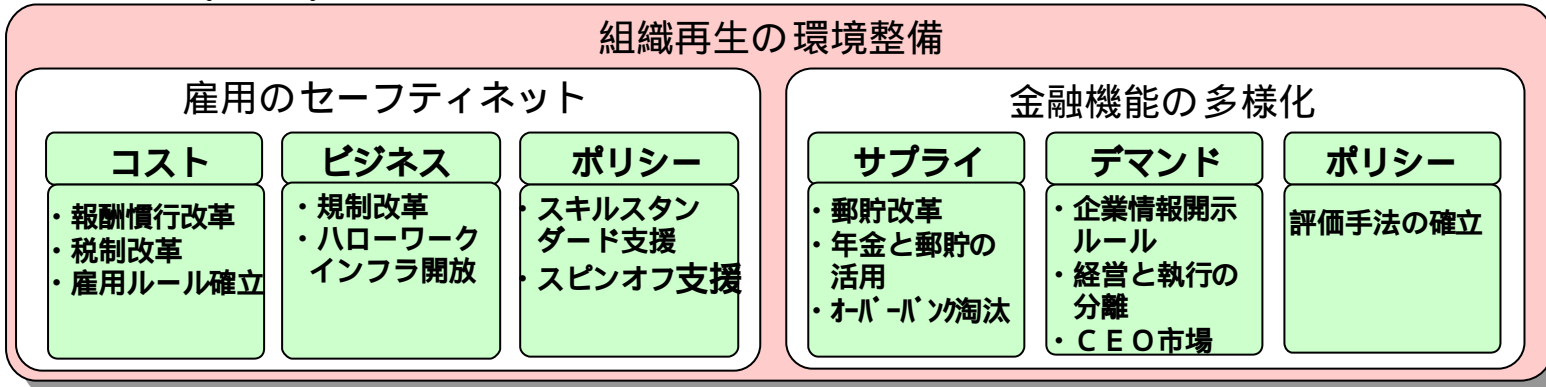 組織再生の環境整備
雇用のセーフティネット
コスト
・報酬慣行改革
・税制改革
・雇用ルール確立
ビジネス
・規制改革
・ハローワーク
インフラ開放
ポリシー
・スキルスタン
ダード支援
・スピンオフ支援
金融機能の多様化
サプライ
・郵貯改革
・年金と郵貯の
活用
・ｵｰﾊﾞｰﾊﾞﾝｸ淘汰
デマンド
・企業情報開示
ルール
・経営と執行の
分離
・ＣＥＯ市場
ポリシー
評価手法の確立